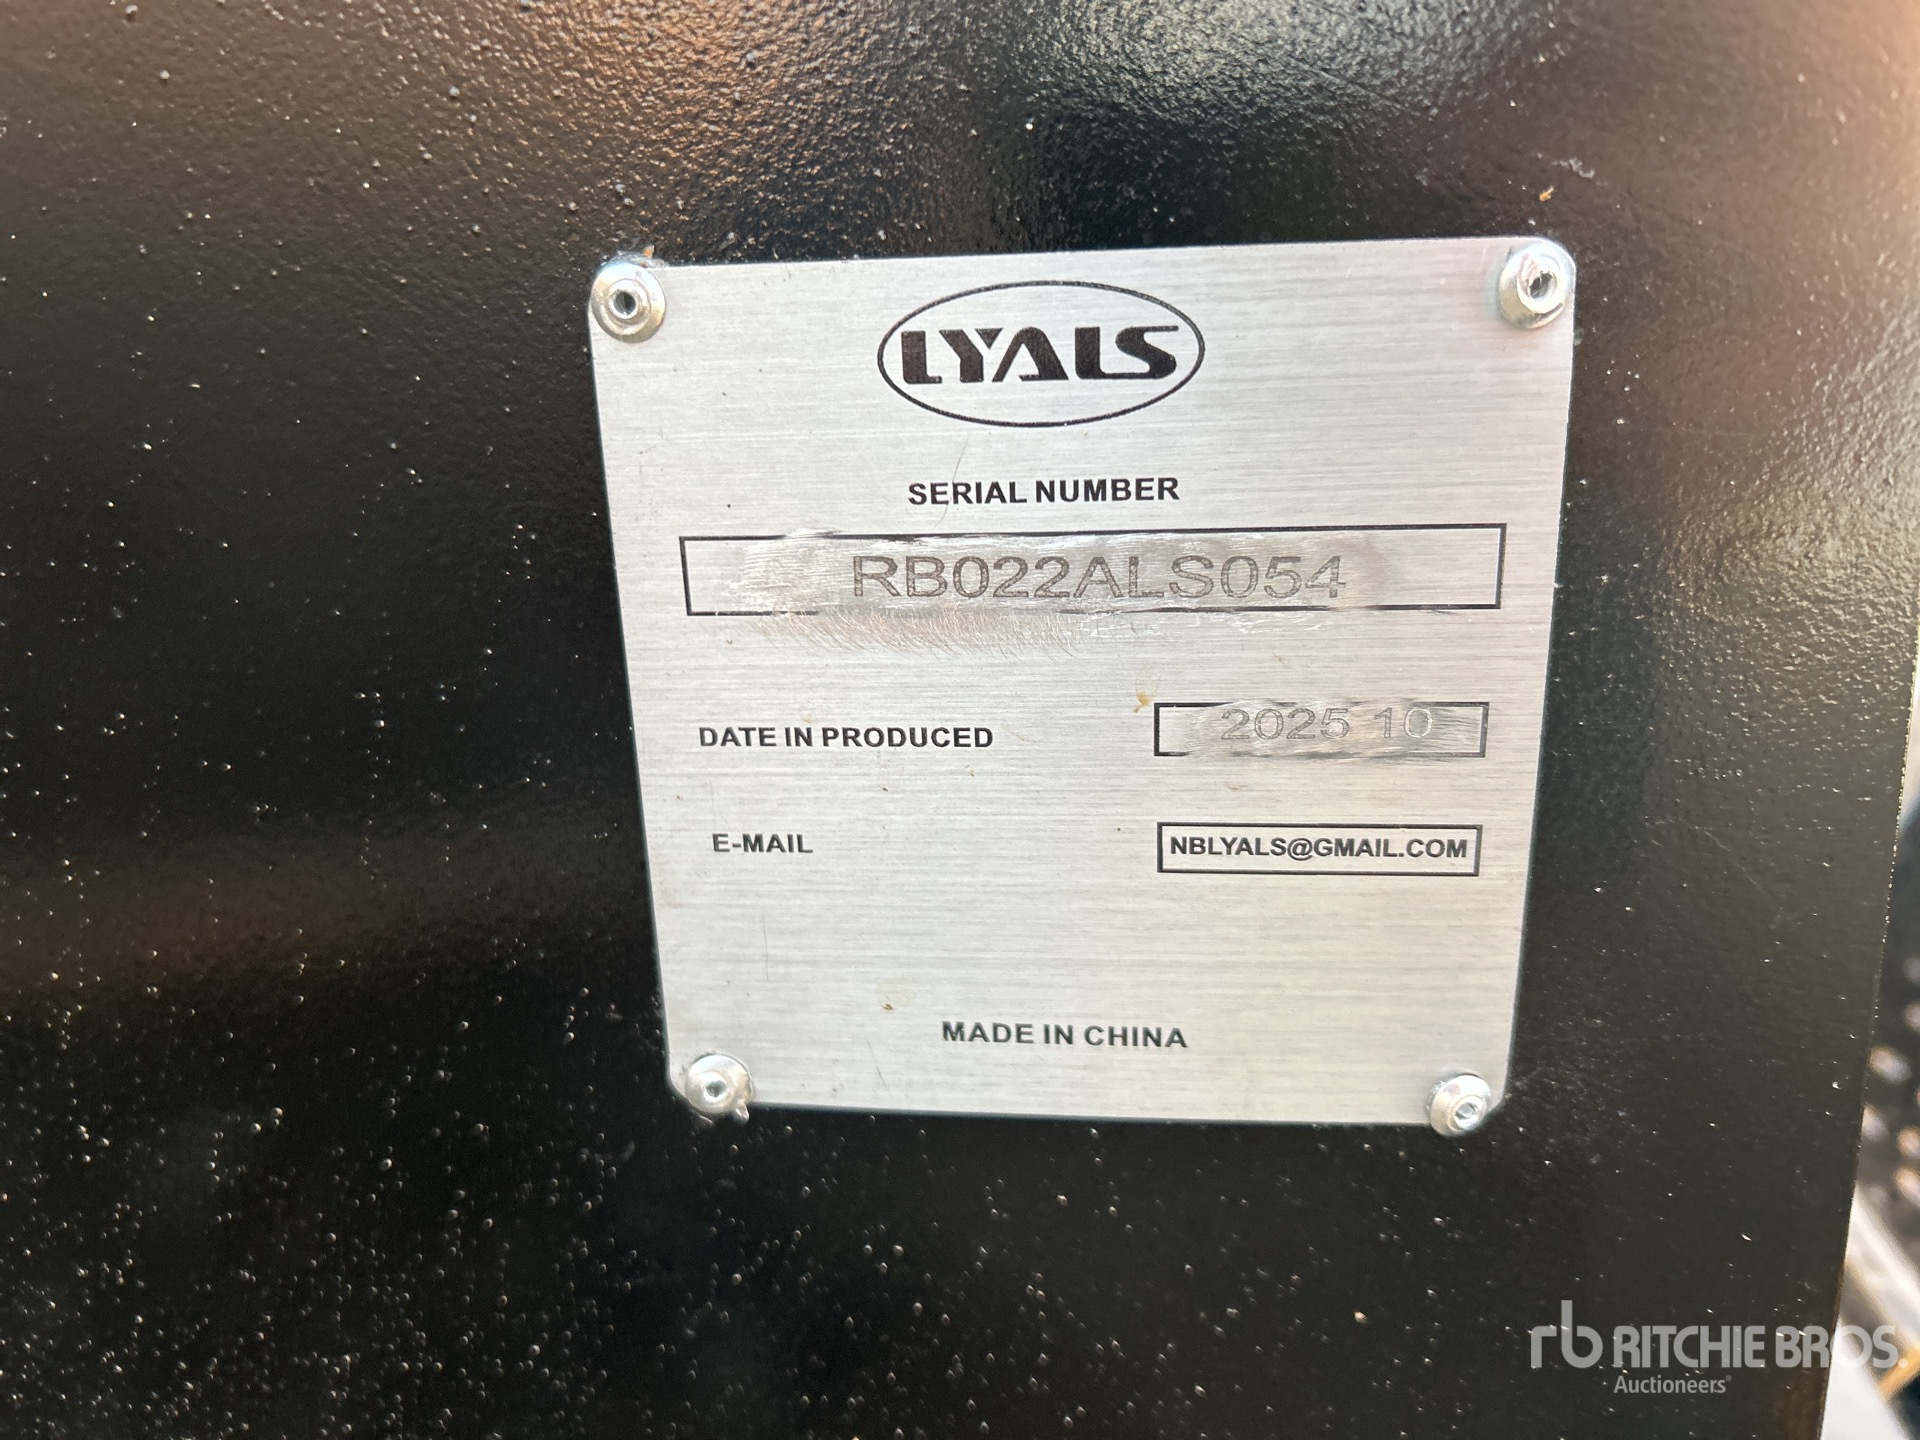 LYALS
SERIAL NUMBER
RB022ALS054
DATE IN PRODUCED 2025 10
E-MAIL NBLYALS@GMAIL.COM
MADE IN CHINA
rb RITCHIE BROS.
Auctioneers